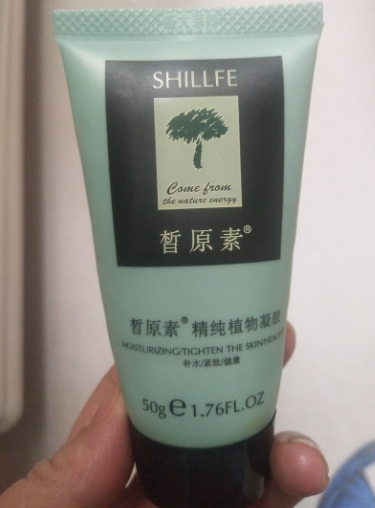 SHILLFE
Come from
the nature energy
皙原素®
皙原素®精纯植物凝胶
MOISTURIZING/TIGHTEN THE SKIN/HEALTH
补水/紧致/健康
50g e 1.76FL.OZ